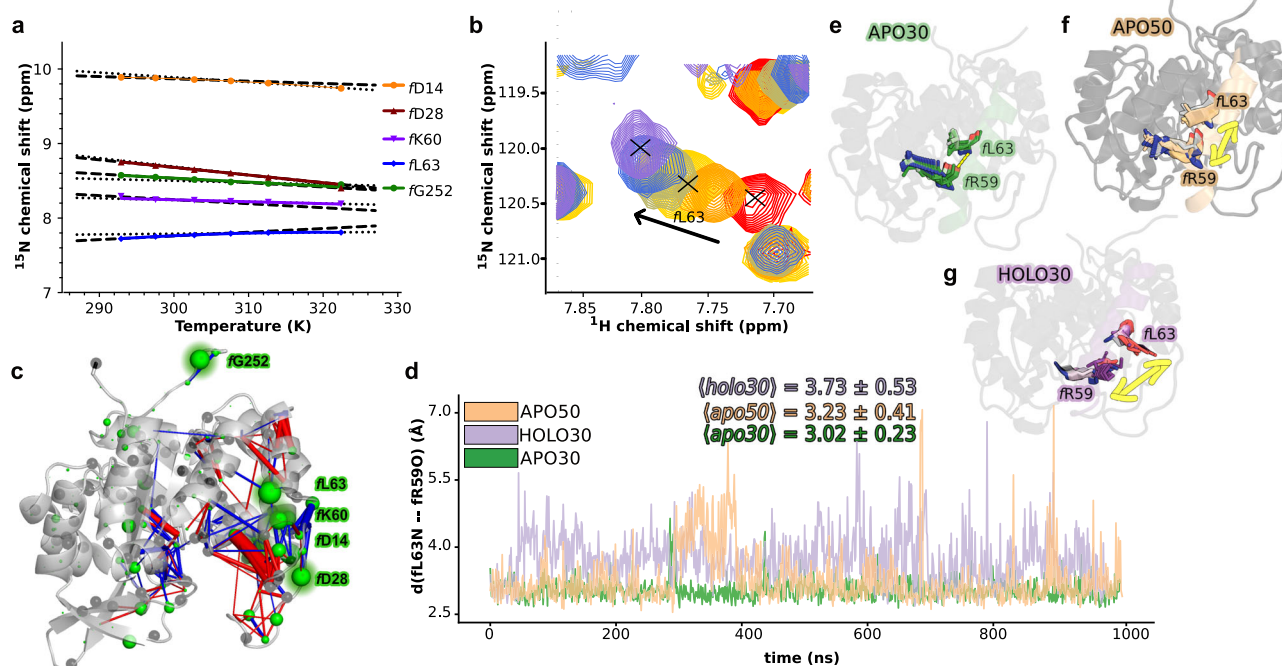 a
¹⁵N chemical shift (ppm)
10
9
8
7
290
300
310
320
330
Temperature (K)
fD14
fD28
fK60
fL63
fG252
b
¹⁵N chemical shift (ppm)
119.5
120.0
120.5
121.0
fL63
7.85
7.80
7.75
7.70
¹H chemical shift (ppm)
e
APO30
fL63
fR59
f
APO50
fL63
fR59
g
HOLO30
fL63
fR59
c
fG252
fL63
fK60
fD14
fD28
d
⟨holo30⟩ = 3.73 ± 0.53
⟨apo50⟩ = 3.23 ± 0.41
⟨apo30⟩ = 3.02 ± 0.23
APO50
HOLO30
APO30
d(fL63N -- fR59O) (Å)
7.0
5.5
4.0
2.5
0
200
400
600
800
1000
time (ns)